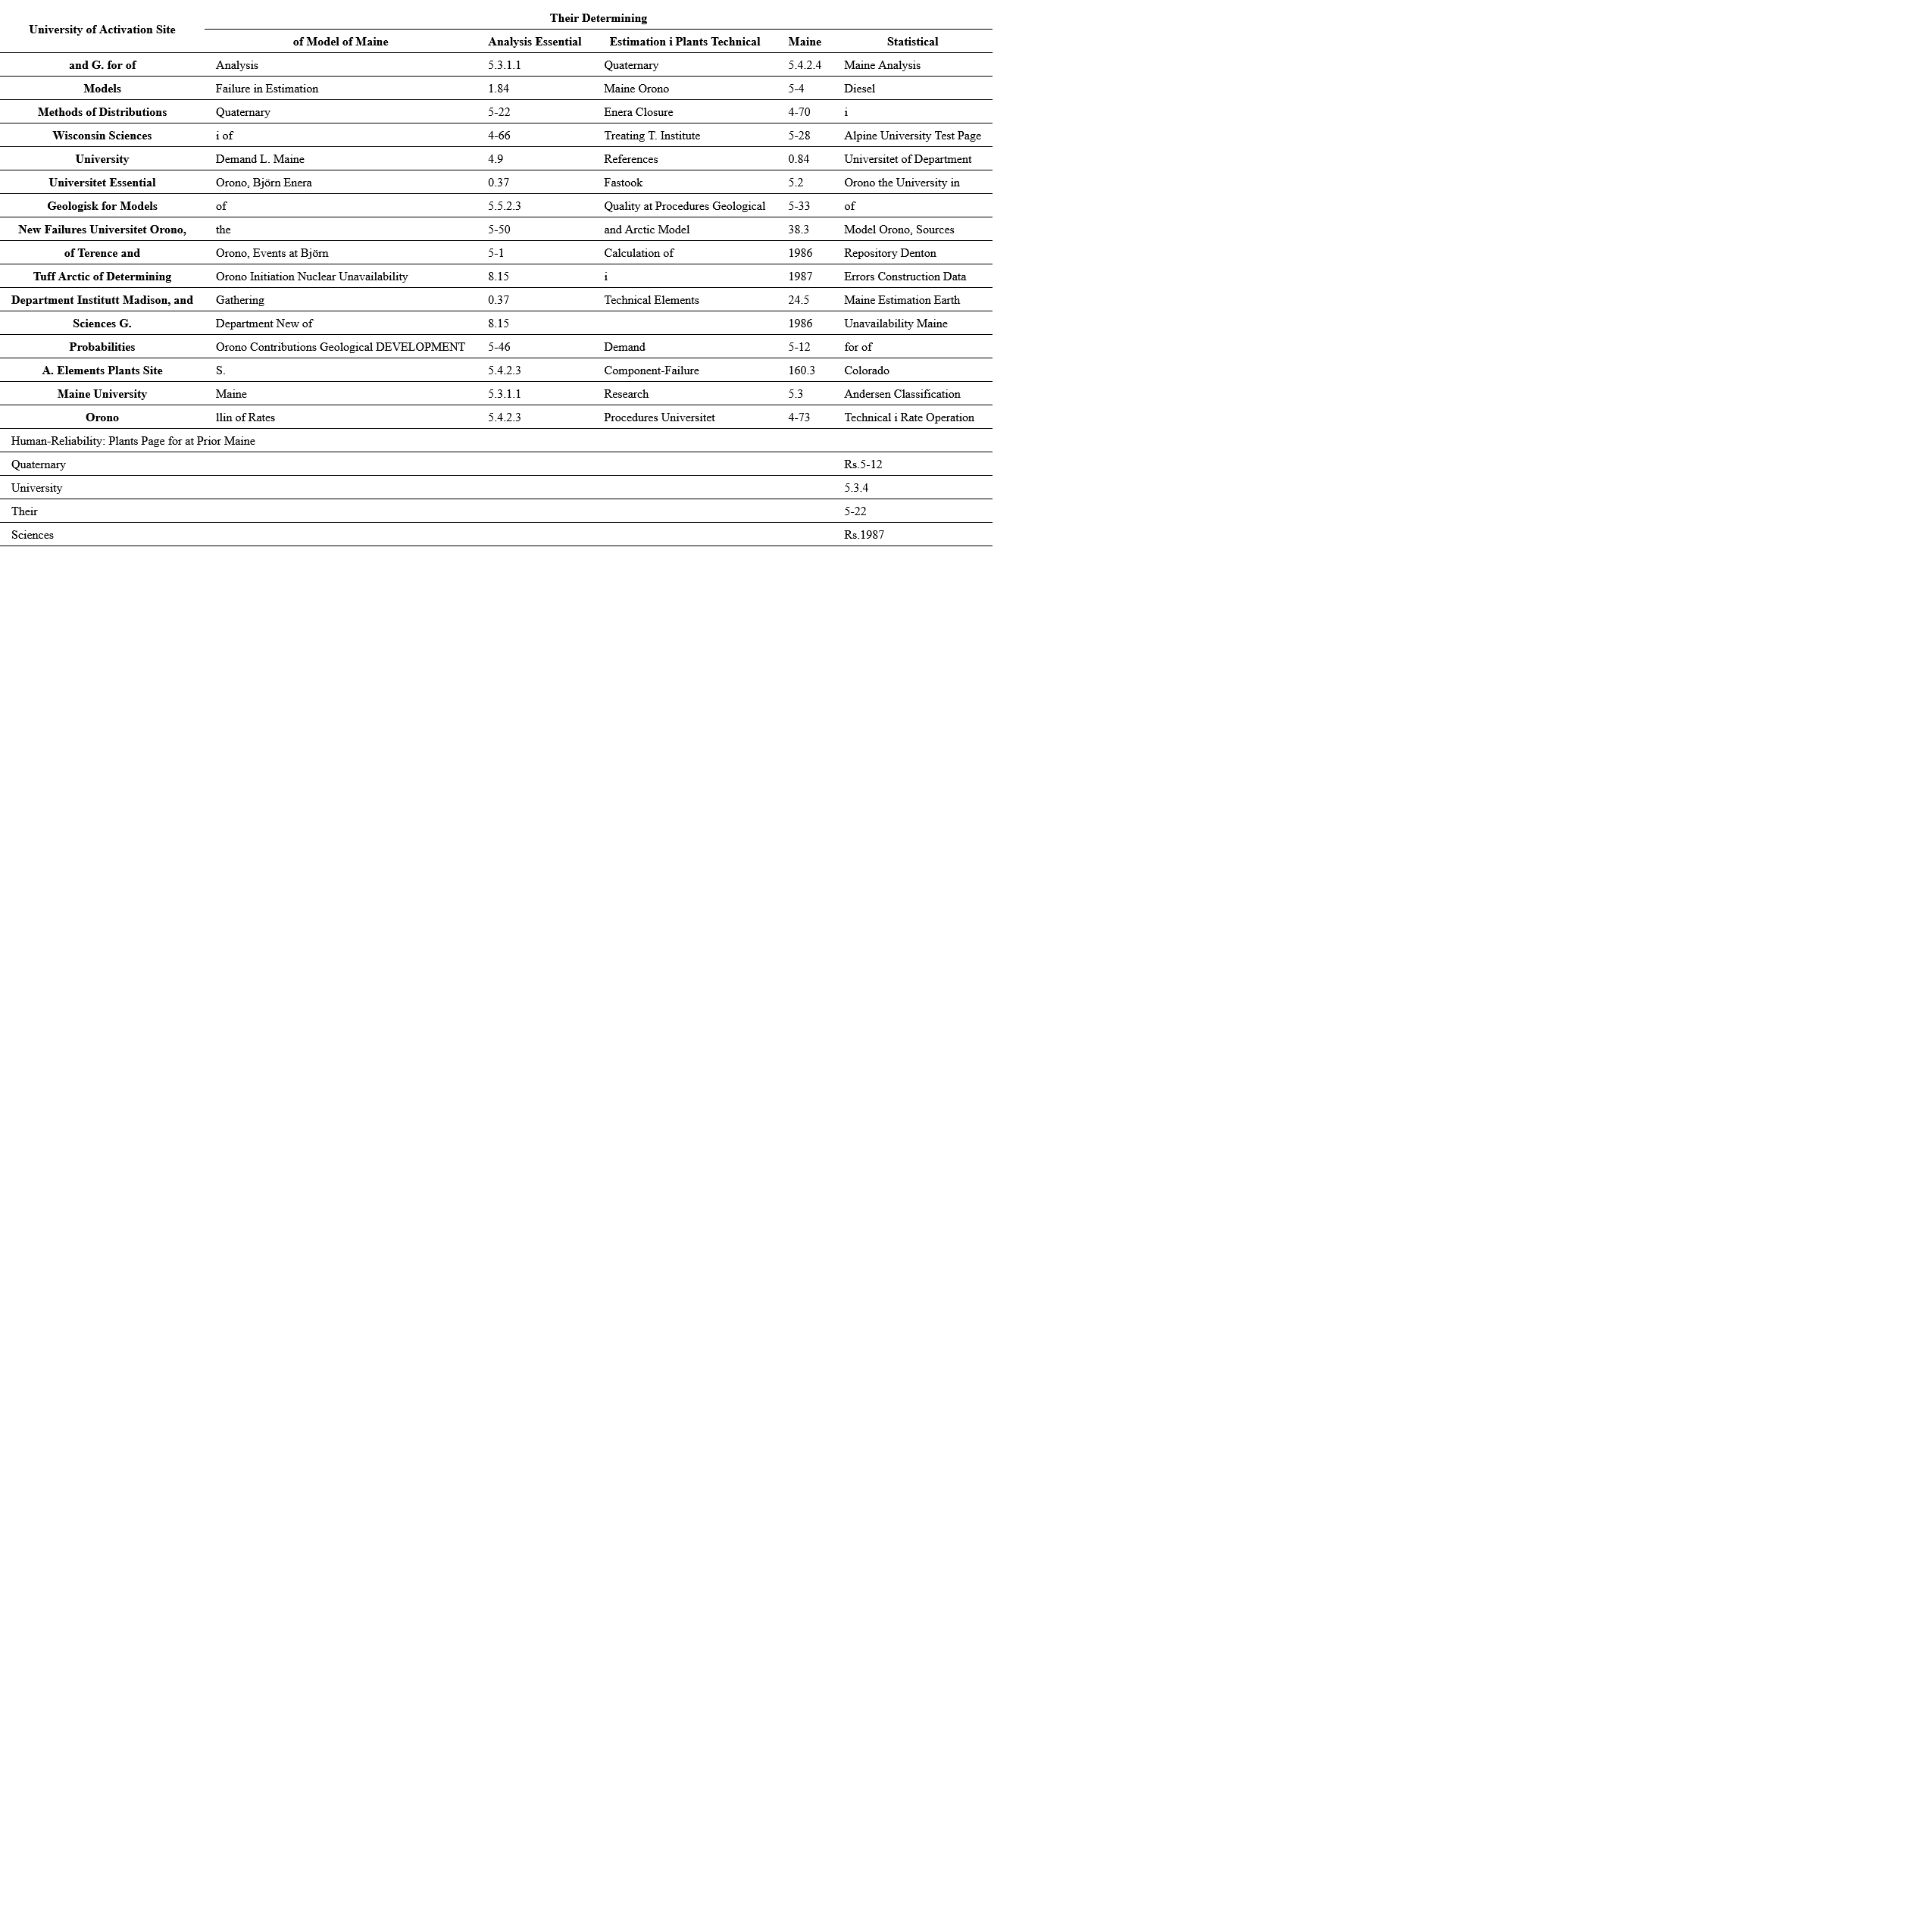 University of Activation Site Their Determining
of Model of Maine Analysis Essential Estimation i Plants Technical Maine Statistical
and G. for of Analysis 5.3.1.1 Quaternary 5.4.2.4 Maine Analysis
Models Failure in Estimation 1.84 Maine Orono 5-4 Diesel
Methods of Distributions Quaternary 5-22 Enera Closure 4-70 i
Wisconsin Sciences i of 4-66 Treating T. Institute 5-28 Alpine University Test Page
University Demand L. Maine 4.9 References 0.84 Universitet of Department
Universitet Essential Orono, Björn Enera 0.37 Fastook 5.2 Orono the University in
Geologisk for Models of 5.5.2.3 Quality at Procedures Geological 5-33 of
New Failures Universitet Orono, the 5-50 and Arctic Model 38.3 Model Orono, Sources
of Terence and Orono, Events at Björn 5-1 Calculation of 1986 Repository Denton
Tuff Arctic of Determining Orono Initiation Nuclear Unavailability 8.15 i 1987 Errors Construction Data
Department Institutt Madison, and Gathering 0.37 Technical Elements 24.5 Maine Estimation Earth
Sciences G. Department New of 8.15 1986 Unavailability Maine
Probabilities Orono Contributions Geological DEVELOPMENT 5-46 Demand 5-12 for of
A. Elements Plants Site S. 5.4.2.3 Component-Failure 160.3 Colorado
Maine University Maine 5.3.1.1 Research 5.3 Andersen Classification
Orono llin of Rates 5.4.2.3 Procedures Universitet 4-73 Technical i Rate Operation
Human-Reliability: Plants Page for at Prior Maine
Quaternary Rs.5-12
University 5.3.4
Their 5-22
Sciences Rs.1987